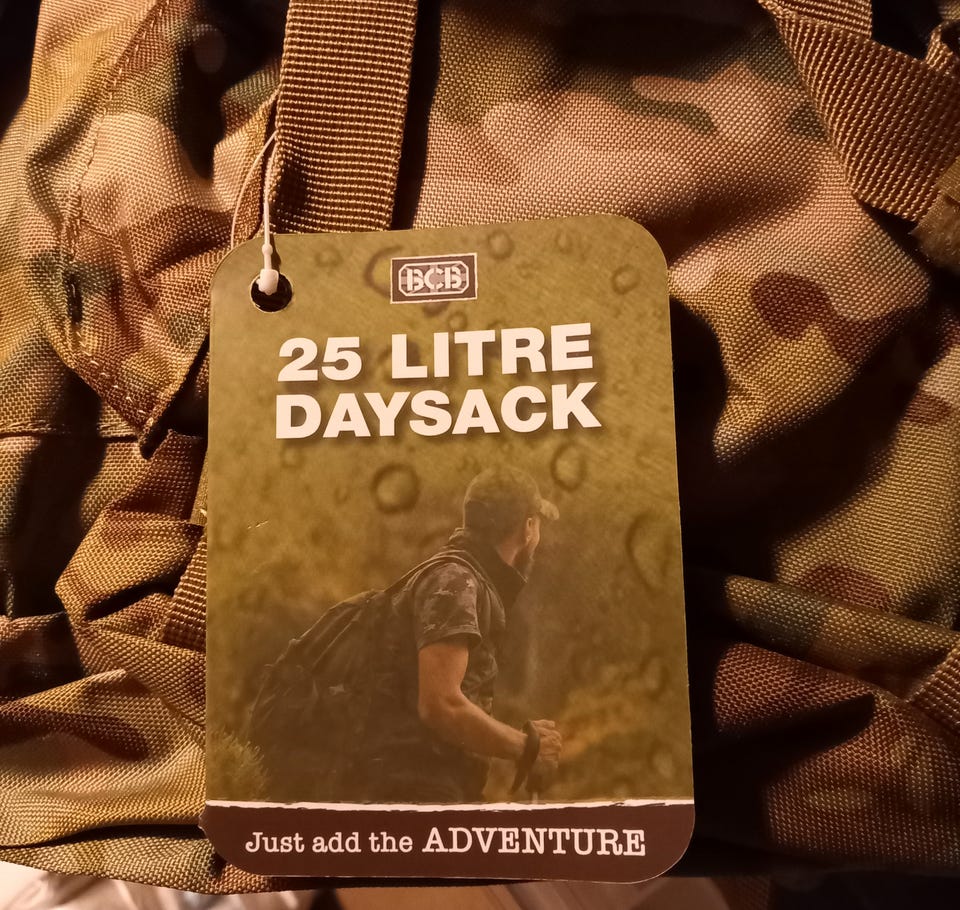 BCB
25 LITRE
DAYSACK
Just add the ADVENTURE